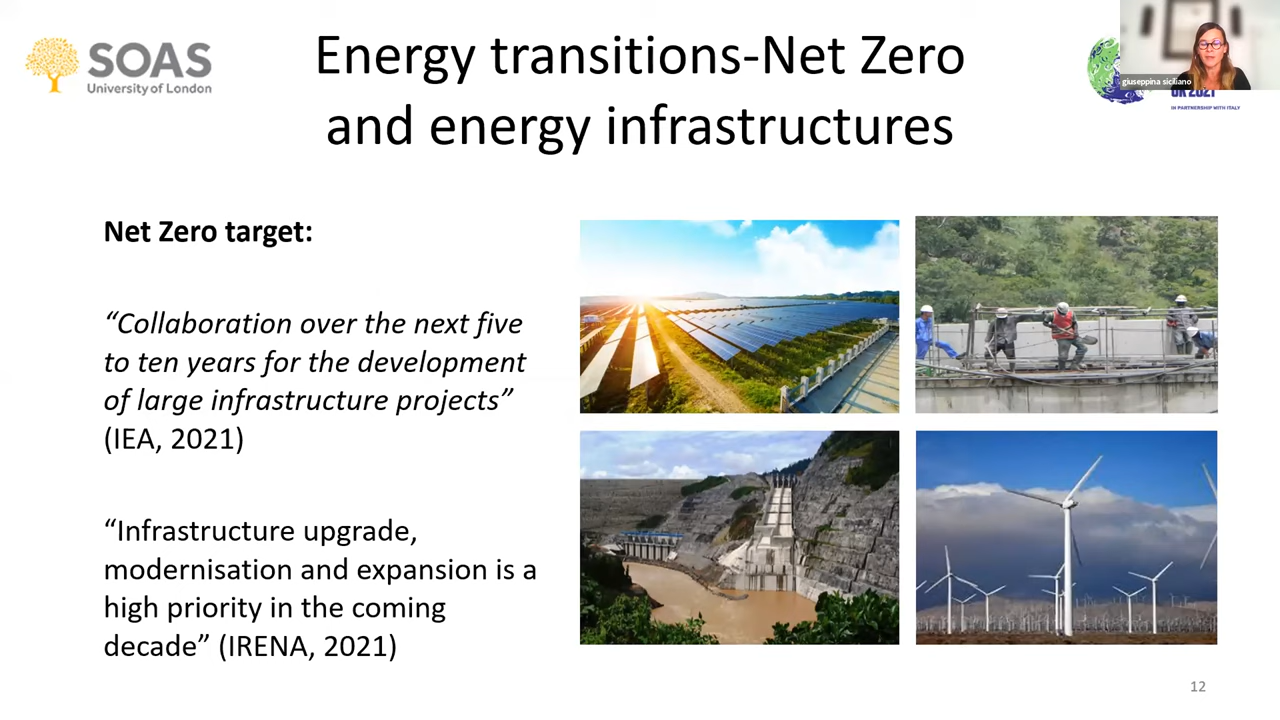 SOAS
University of London
Energy transitions-Net Zero
and energy infrastructures
giuseppina siciliano
UK 2021
IN PARTNERSHIP WITH ITALY
Net Zero target:
“Collaboration over the next five
to ten years for the development
of large infrastructure projects”
(IEA, 2021)
“Infrastructure upgrade,
modernisation and expansion is a
high priority in the coming
decade” (IRENA, 2021)
12